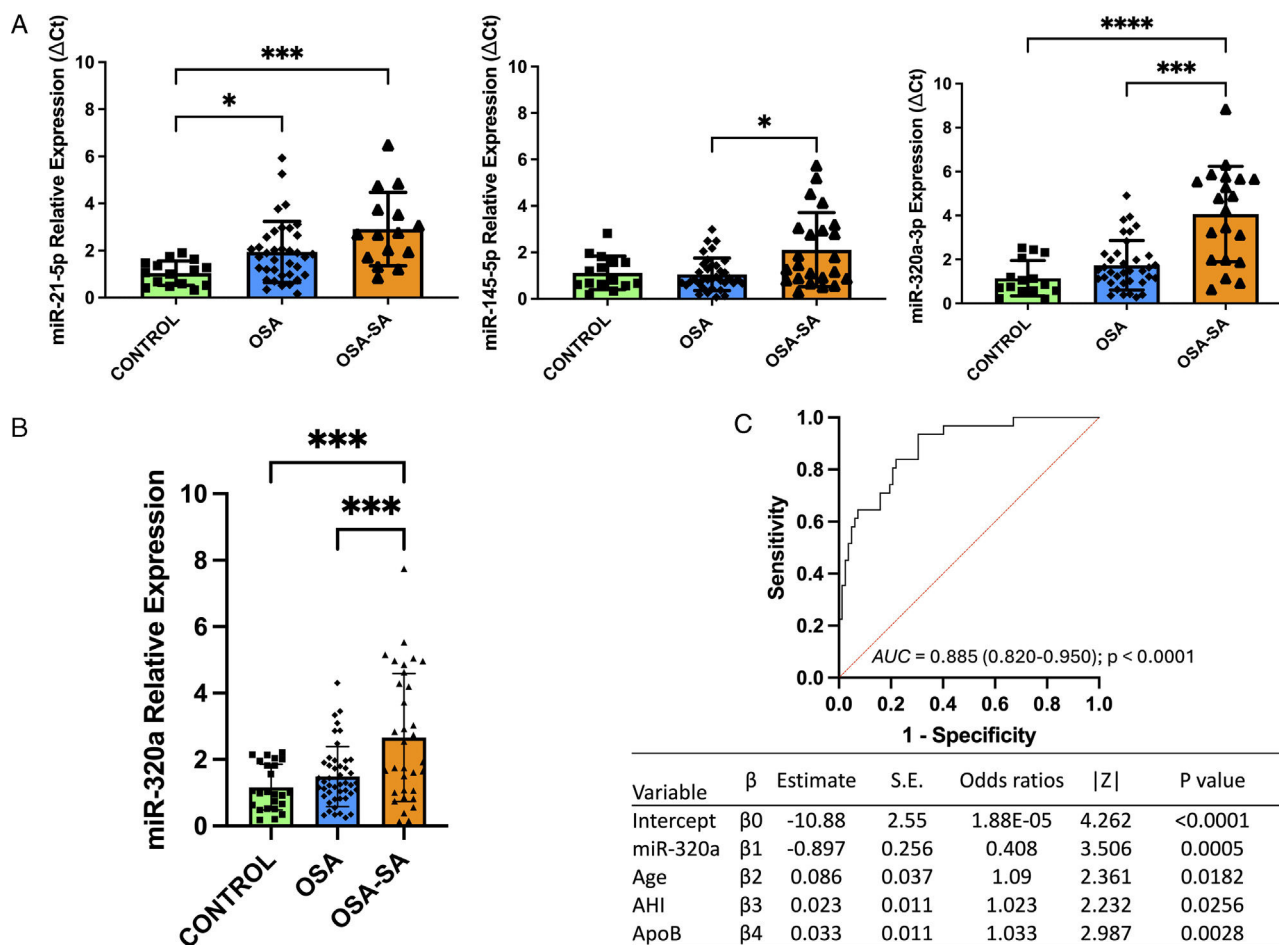 A
miR-21-5p Relative Expression (ΔCt)
10
8
6
4
2
0
***
*
CONTROL
OSA
OSA-SA
miR-145-5p Relative Expression (ΔCt)
10
8
6
4
2
0
*
CONTROL
OSA
OSA-SA
miR-320a-3p Expression (ΔCt)
10
8
6
4
2
0
****
***
CONTROL
OSA
OSA-SA
B
miR-320a Relative Expression
10
8
6
4
2
0
***
***
CONTROL
OSA
OSA-SA
C
Sensitivity
1.0
0.8
0.6
0.4
0.2
0.0
AUC = 0.885 (0.820-0.950); p < 0.0001
0.0 0.2 0.4 0.6 0.8 1.0
1 - Specificity
Variable β Estimate S.E. Odds ratios |Z| P value
Intercept β0 -10.88 2.55 1.88E-05 4.262 <0.0001
miR-320a β1 -0.897 0.256 0.408 3.506 0.0005
Age β2 0.086 0.037 1.09 2.361 0.0182
AHI β3 0.023 0.011 1.023 2.232 0.0256
ApoB β4 0.033 0.011 1.033 2.987 0.0028